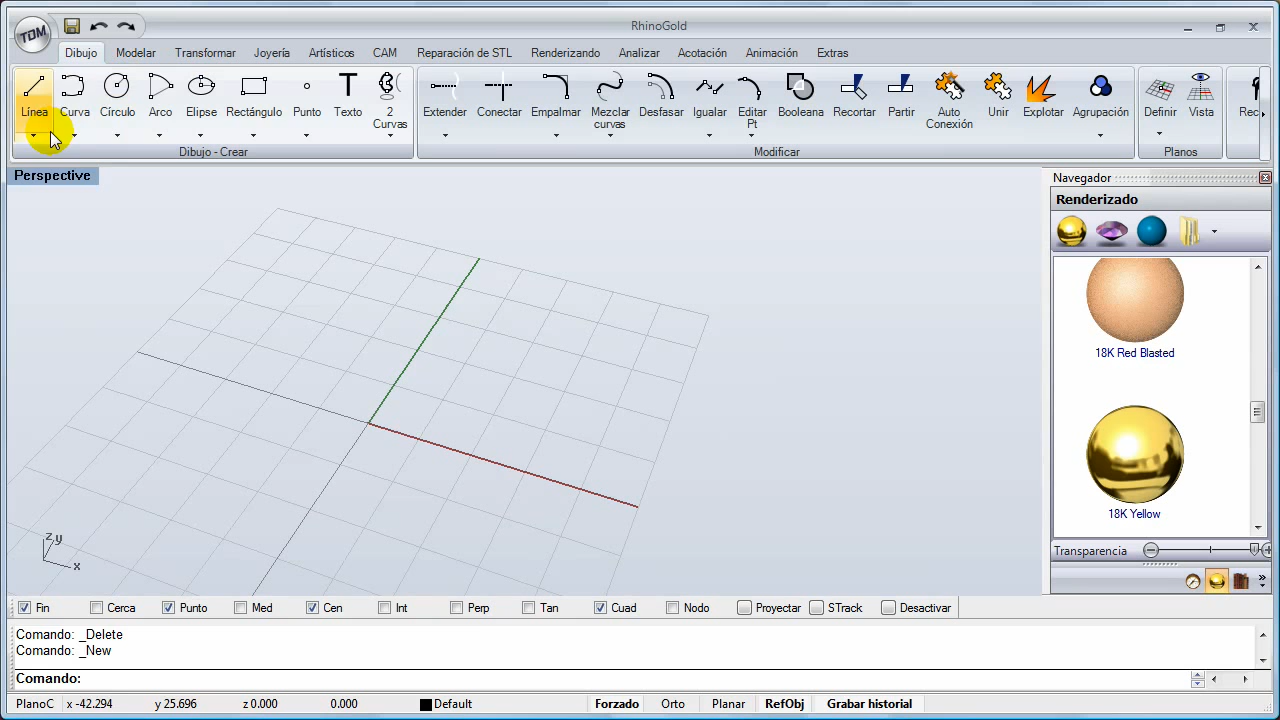 RhinoGold
TDM
Dibujo Modelar Transformar Joyería Artísticos CAM Reparación de STL Renderizando Analizar Acotación Animación Extras
Línea Curva Círculo Arco Elipse Rectángulo Punto Texto 2 Curvas Extender Conectar Empalmar Mezclar curvas Desfasar Igualar Editar Pt Booleana Recortar Partir Auto Conexión Unir Explotar Agrupación Definir Vista
Dibujo - Crear Modificar Planos
Perspective
Navegador
Renderizado
18K Red Blasted
18K Yellow
z y
x
Transparencia
Fin Cerca Punto Med Cen Int Perp Tan Cuad Nodo Proyectar STrack Desactivar
Comando: _Delete
Comando: _New
Comando:
PlanoC x -42.294 y 25.696 z 0.000 0.000 Default Forzado Orto Planar RefObj Grabar historial